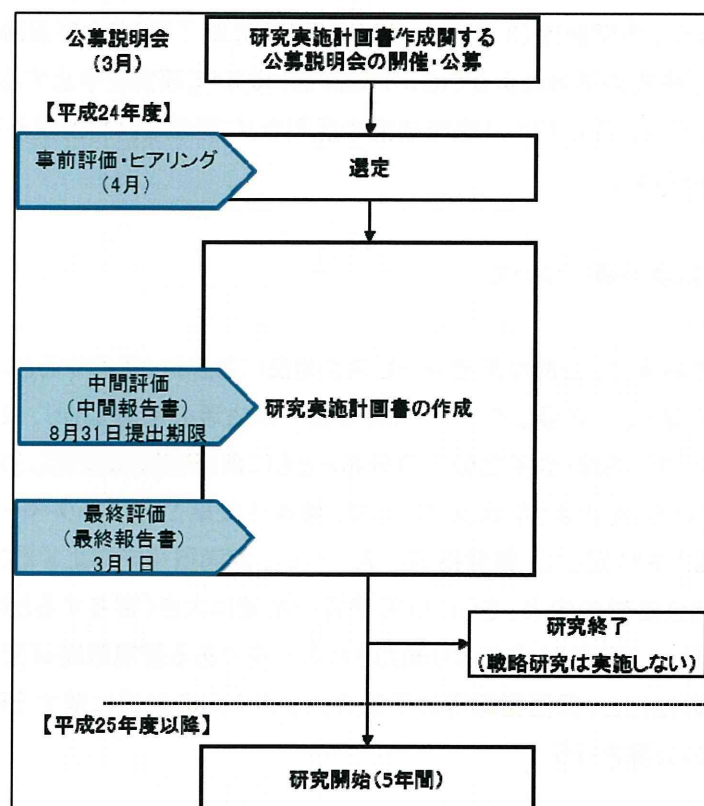 公募説明会
(3月)
研究実施計画書作成関する
公募説明会の開催・公募
【平成24年度】
事前評価・ヒアリング
(4月)
選定
中間評価
(中間報告書)
8月31日提出期限
研究実施計画書の作成
最終評価
(最終報告書)
3月1日
研究終了
(戦略研究は実施しない)
【平成25年度以降】
研究開始(5年間)